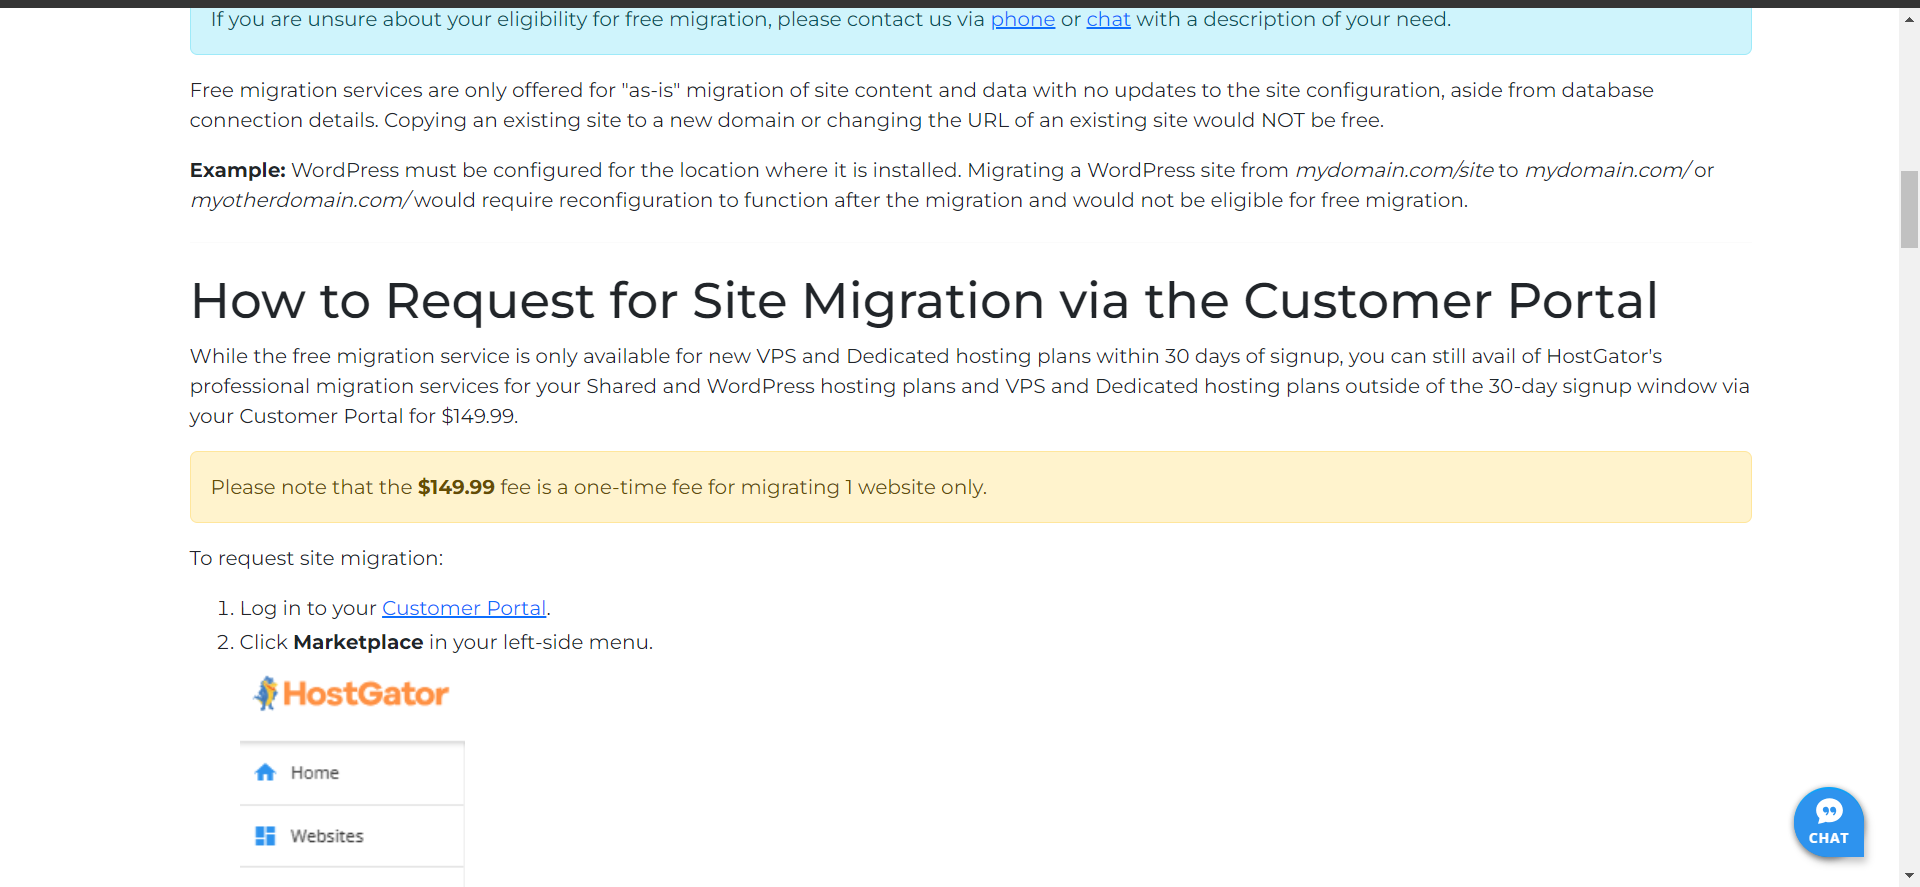 If you are unsure about your eligibility for free migration, please contact us via phone or chat with a description of your need.
Free migration services are only offered for "as-is" migration of site content and data with no updates to the site configuration, aside from database
connection details. Copying an existing site to a new domain or changing the URL of an existing site would NOT be free.
Example: WordPress must be configured for the location where it is installed. Migrating a WordPress site from mydomain.com/site to mydomain.com/ or
myotherdomain.com/ would require reconfiguration to function after the migration and would not be eligible for free migration.
How to Request for Site Migration via the Customer Portal
While the free migration service is only available for new VPS and Dedicated hosting plans within 30 days of signup, you can still avail of HostGator's
professional migration services for your Shared and WordPress hosting plans and VPS and Dedicated hosting plans outside of the 30-day signup window via
your Customer Portal for $149.99.
Please note that the $149.99 fee is a one-time fee for migrating 1 website only.
To request site migration:
1. Log in to your Customer Portal.
2. Click Marketplace in your left-side menu.
HostGator
Home
Websites
CHAT